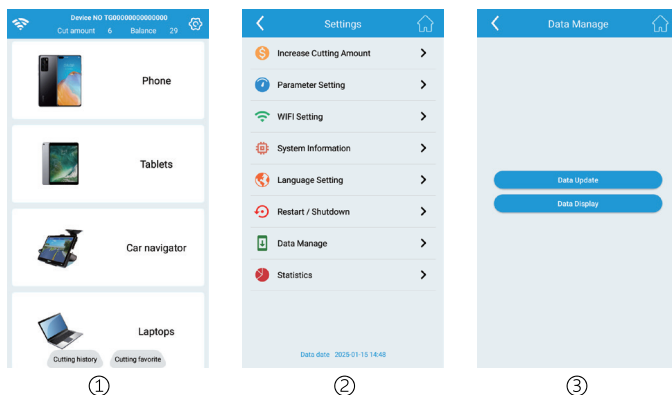 Device NO TG00000000000000
Cut amount 6 Balance 29
Phone
Tablets
Car navigator
Laptops
Cutting history Cutting favorite
①
Settings
Increase Cutting Amount
Parameter Setting
WIFI Setting
System Information
Language Setting
Restart / Shutdown
Data Manage
Statistics
Data date 2025-01-15 14:48
②
Data Manage
Data Update
Data Display
③